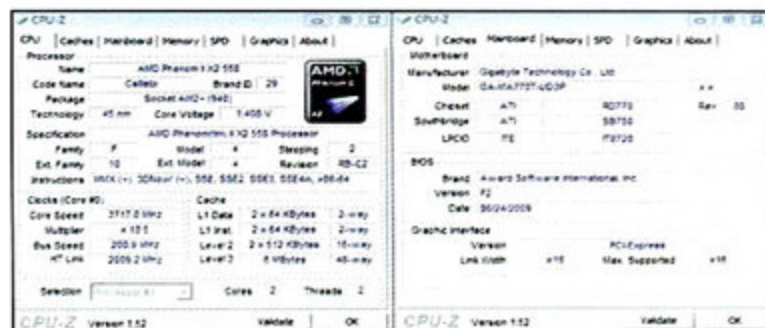 CPU-Z
CPU | Caches | Mainboard | Memory | SPD | Graphics | About
Processor
Name AMD Phenom II X2 550
Code Name Callisto Brand ID 29
Package Socket AM2+ (940)
Technology 45 nm Core Voltage
AMD
Phenom II
X2
Specification AMD Phenom(tm) II X2 550 Processor
Family F Model 4 Stepping 2
Ext. Family 10 Ext. Model 4 Revision RB-C2
Instructions MMX (+), 3DNow! (+), SSE, SSE2, SSE3, SSE4A, x86-64
Clocks (Core #0)
Core Speed 3717.0 MHz
Multiplier x 18.5
Bus Speed 200.9 MHz
HT Link 2009.2 MHz
Cache
L1 Data 2 x 64 KBytes 2-way
L1 Inst. 2 x 64 KBytes 2-way
Level 2 2 x 512 KBytes 16-way
Level 3 6 MBytes 48-way
Selection Processor #1 Cores 2 Threads 2
CPU-Z Version 1.52 Validate OK
CPU-Z
CPU | Caches | Mainboard | Memory | SPD | Graphics | About
Motherboard
Manufacturer Gigabyte Technology Co., Ltd.
Model GA-MA770T-UD3P x.x
Chipset ATI RD770 Rev. 00
Southbridge ATI SB750
LPCIO ITE IT8720
BIOS
Brand Award Software International, Inc.
Version F2
Date 06/24/2009
Graphic Interface
Version PCI-Express
Link Width x16 Max. Supported x16
CPU-Z Version 1.52 Validate OK